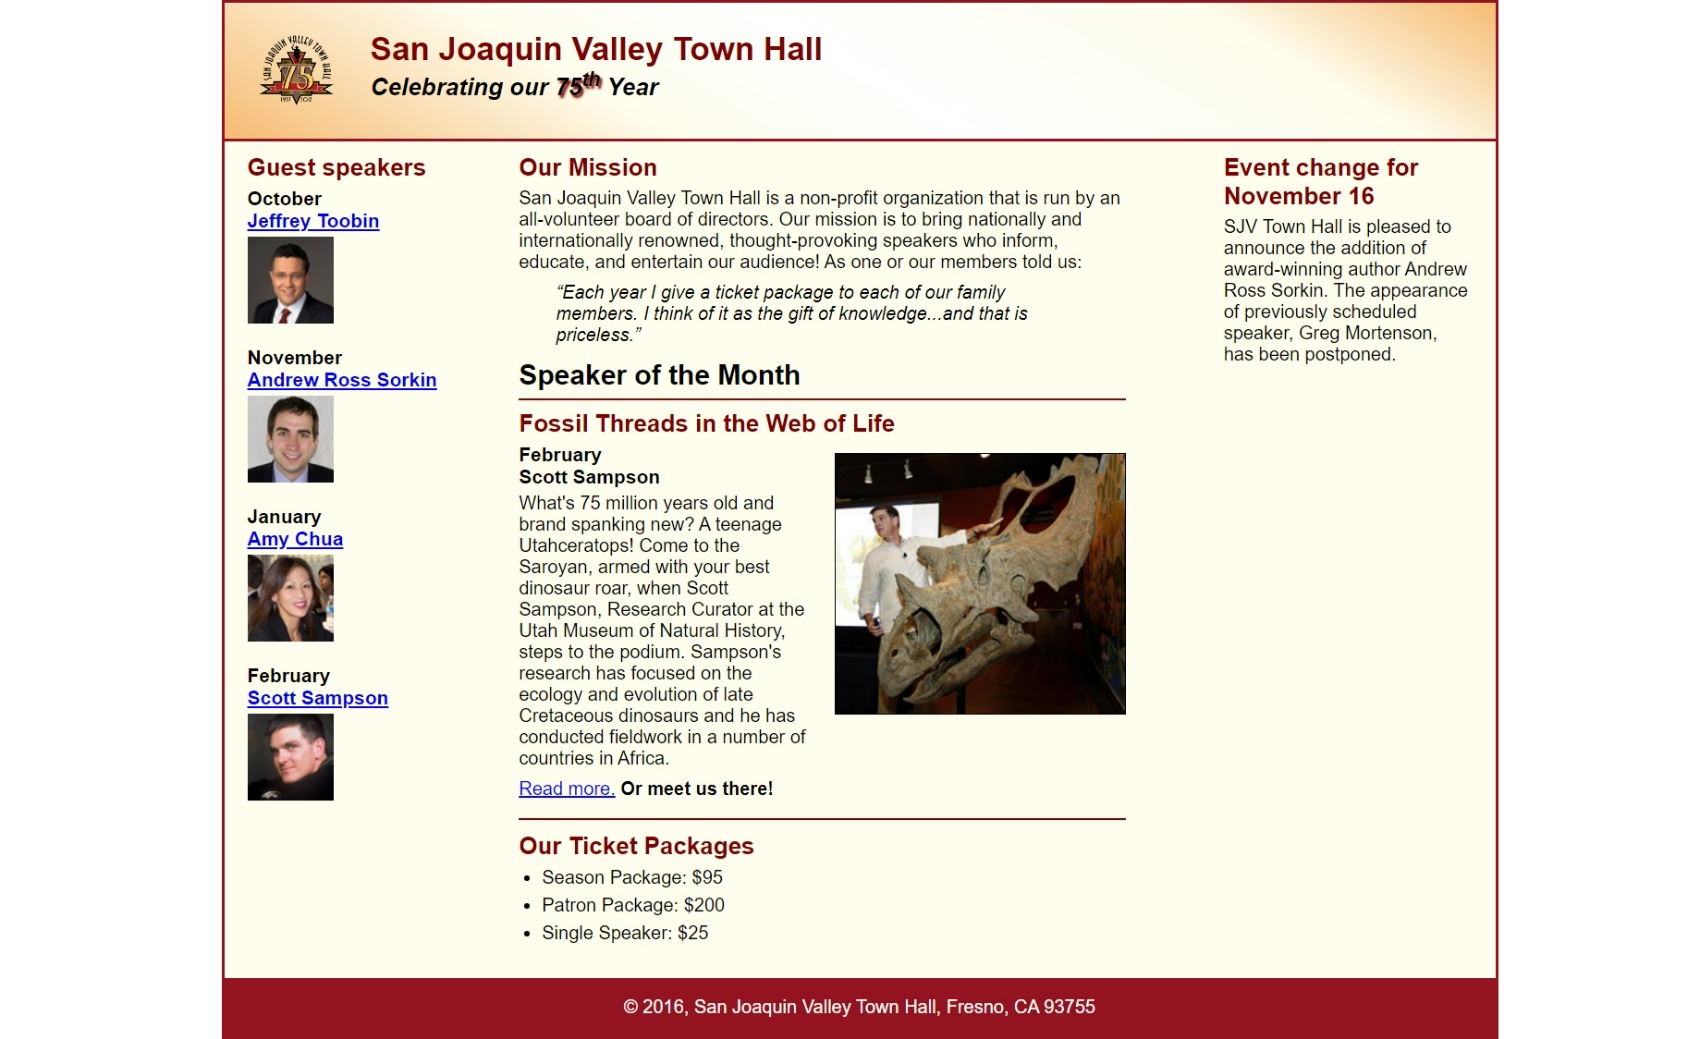 SAN JOAQUIN VALLEY TOWN HALL
75
San Joaquin Valley Town Hall
Celebrating our 75th Year
Guest speakers
October
Jeffrey Toobin
November
Andrew Ross Sorkin
January
Amy Chua
February
Scott Sampson
Our Mission
San Joaquin Valley Town Hall is a non-profit organization that is run by an
all-volunteer board of directors. Our mission is to bring nationally and
internationally renowned, thought-provoking speakers who inform,
educate, and entertain our audience! As one or our members told us:
“Each year I give a ticket package to each of our family
members. I think of it as the gift of knowledge...and that is
priceless.”
Speaker of the Month
Fossil Threads in the Web of Life
February
Scott Sampson
What's 75 million years old and
brand spanking new? A teenage
Utahceratops! Come to the
Saroyan, armed with your best
dinosaur roar, when Scott
Sampson, Research Curator at the
Utah Museum of Natural History,
steps to the podium. Sampson's
research has focused on the
ecology and evolution of late
Cretaceous dinosaurs and he has
conducted fieldwork in a number of
countries in Africa.
Read more. Or meet us there!
Our Ticket Packages
• Season Package: $95
• Patron Package: $200
• Single Speaker: $25
Event change for
November 16
SJV Town Hall is pleased to
announce the addition of
award-winning author Andrew
Ross Sorkin. The appearance
of previously scheduled
speaker, Greg Mortenson,
has been postponed.
© 2016, San Joaquin Valley Town Hall, Fresno, CA 93755